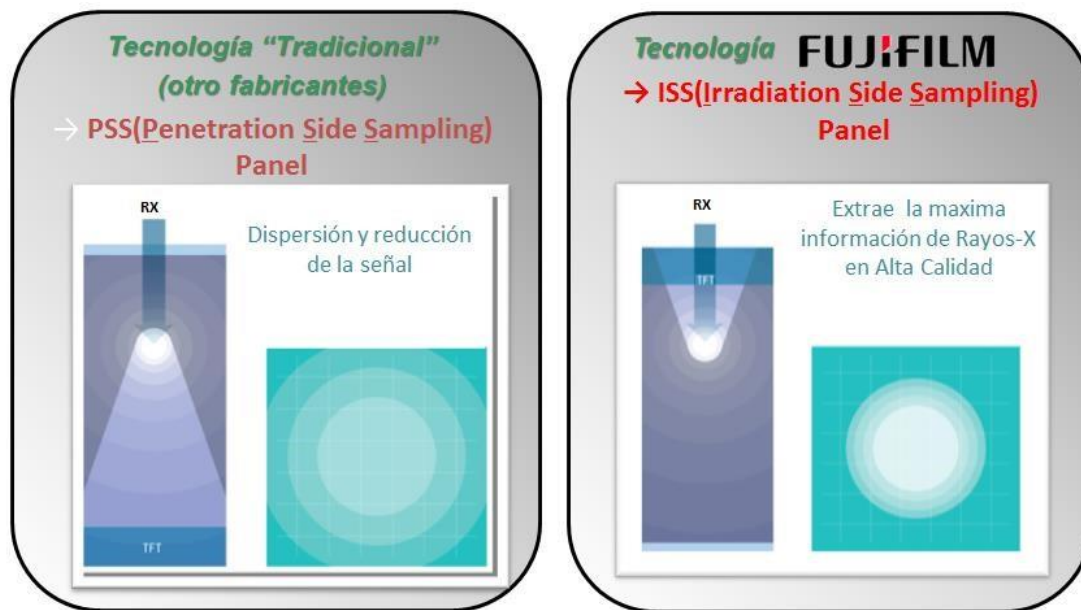 Tecnología “Tradicional”
(otro fabricantes)
→ PSS(Penetration Side Sampling)
Panel
RX
Dispersión y reducción
de la señal
TFT
Tecnología FUJIFILM
→ ISS(Irradiation Side Sampling)
Panel
RX
Extrae la maxima
información de Rayos-X
en Alta Calidad
TFT